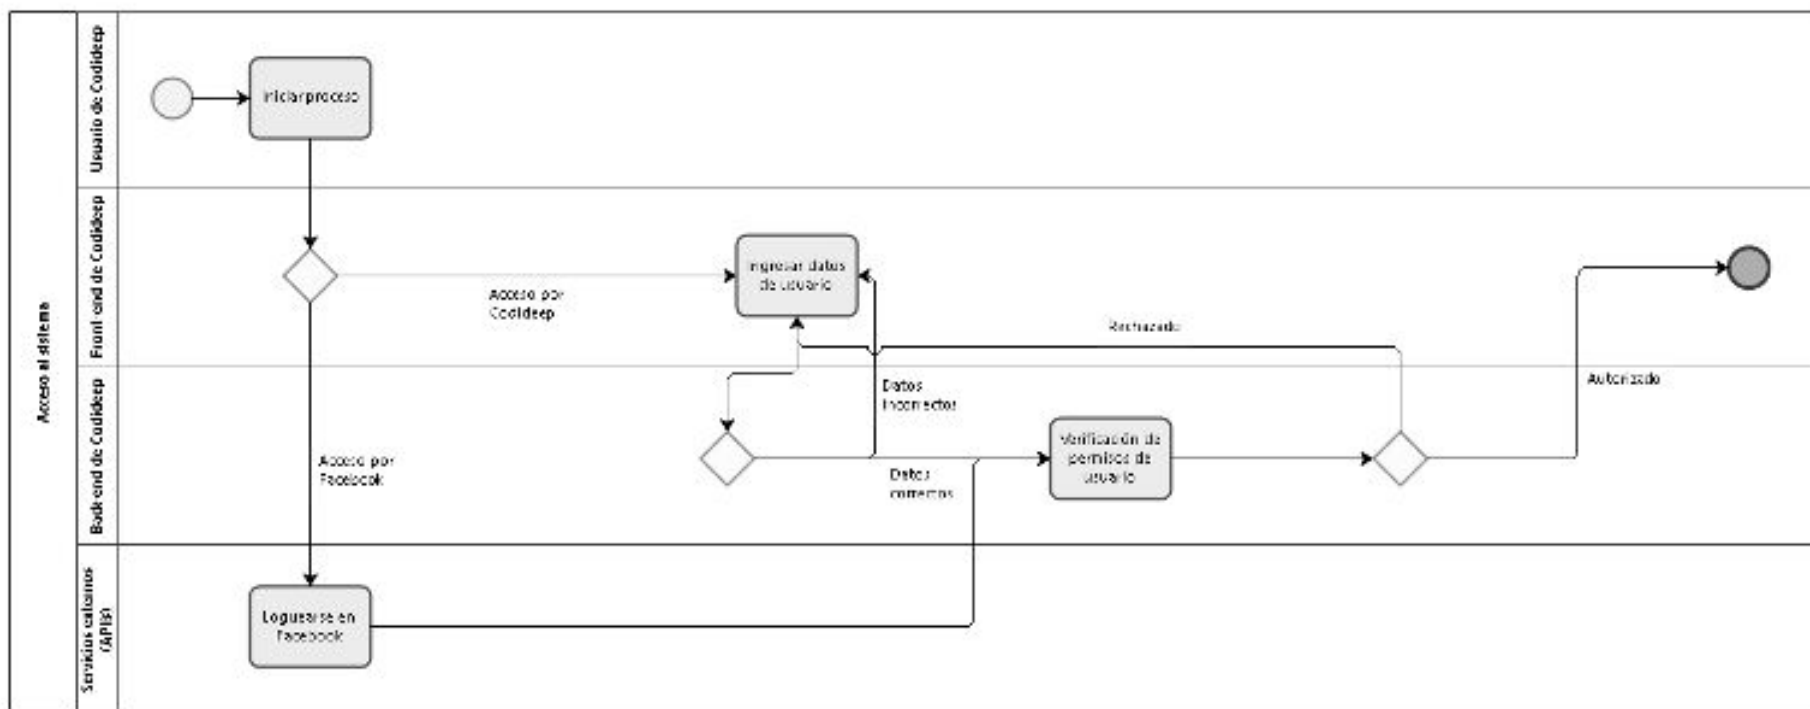 Acceso al sistema
Usuario de Codideep
Iniciar proceso
Front-end de Codideep
Acceso por
Codideep
Ingresar datos
de usuario
Rechazado
Back-end de Codideep
Acceso por
Facebook
Datos
incorrectos
Datos
correctos
Verificación de
permisos de
usuario
Autorizado
Servicios externos
(APIs)
Loguearse en
Facebook